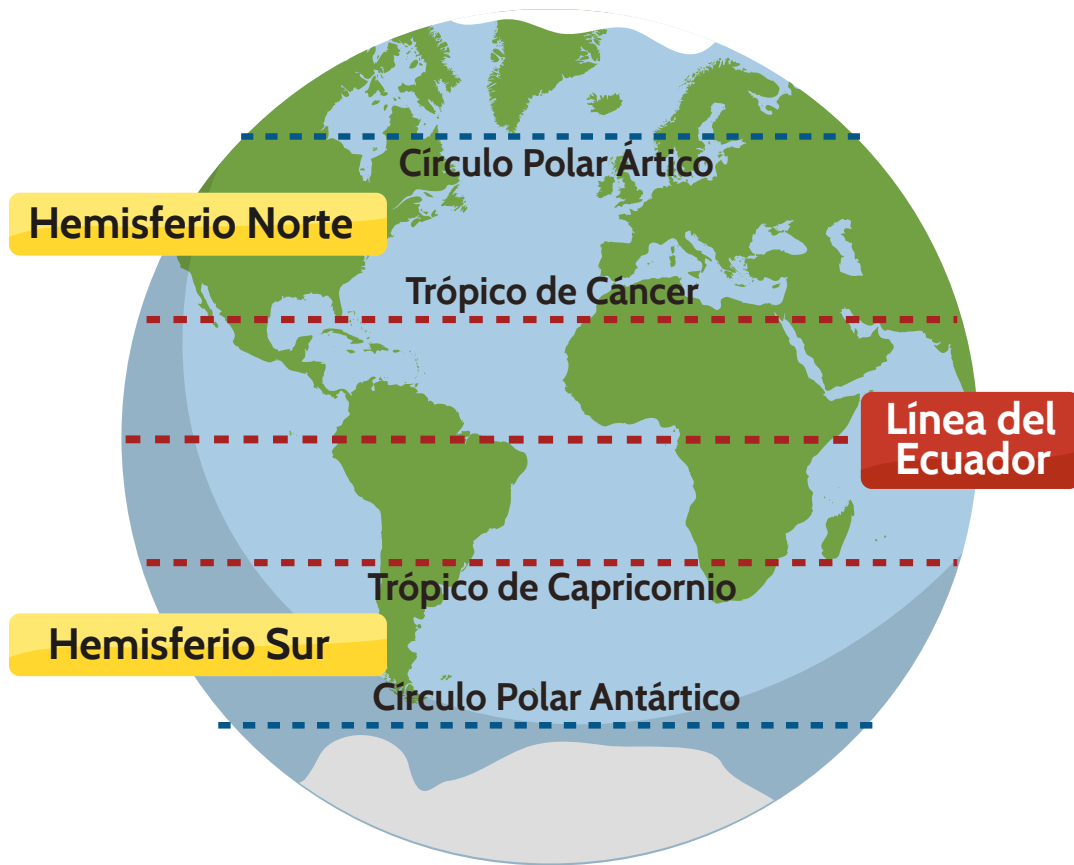 Círculo Polar Ártico
Hemisferio Norte
Trópico de Cáncer
Línea del
Ecuador
Trópico de Capricornio
Hemisferio Sur
Círculo Polar Antártico